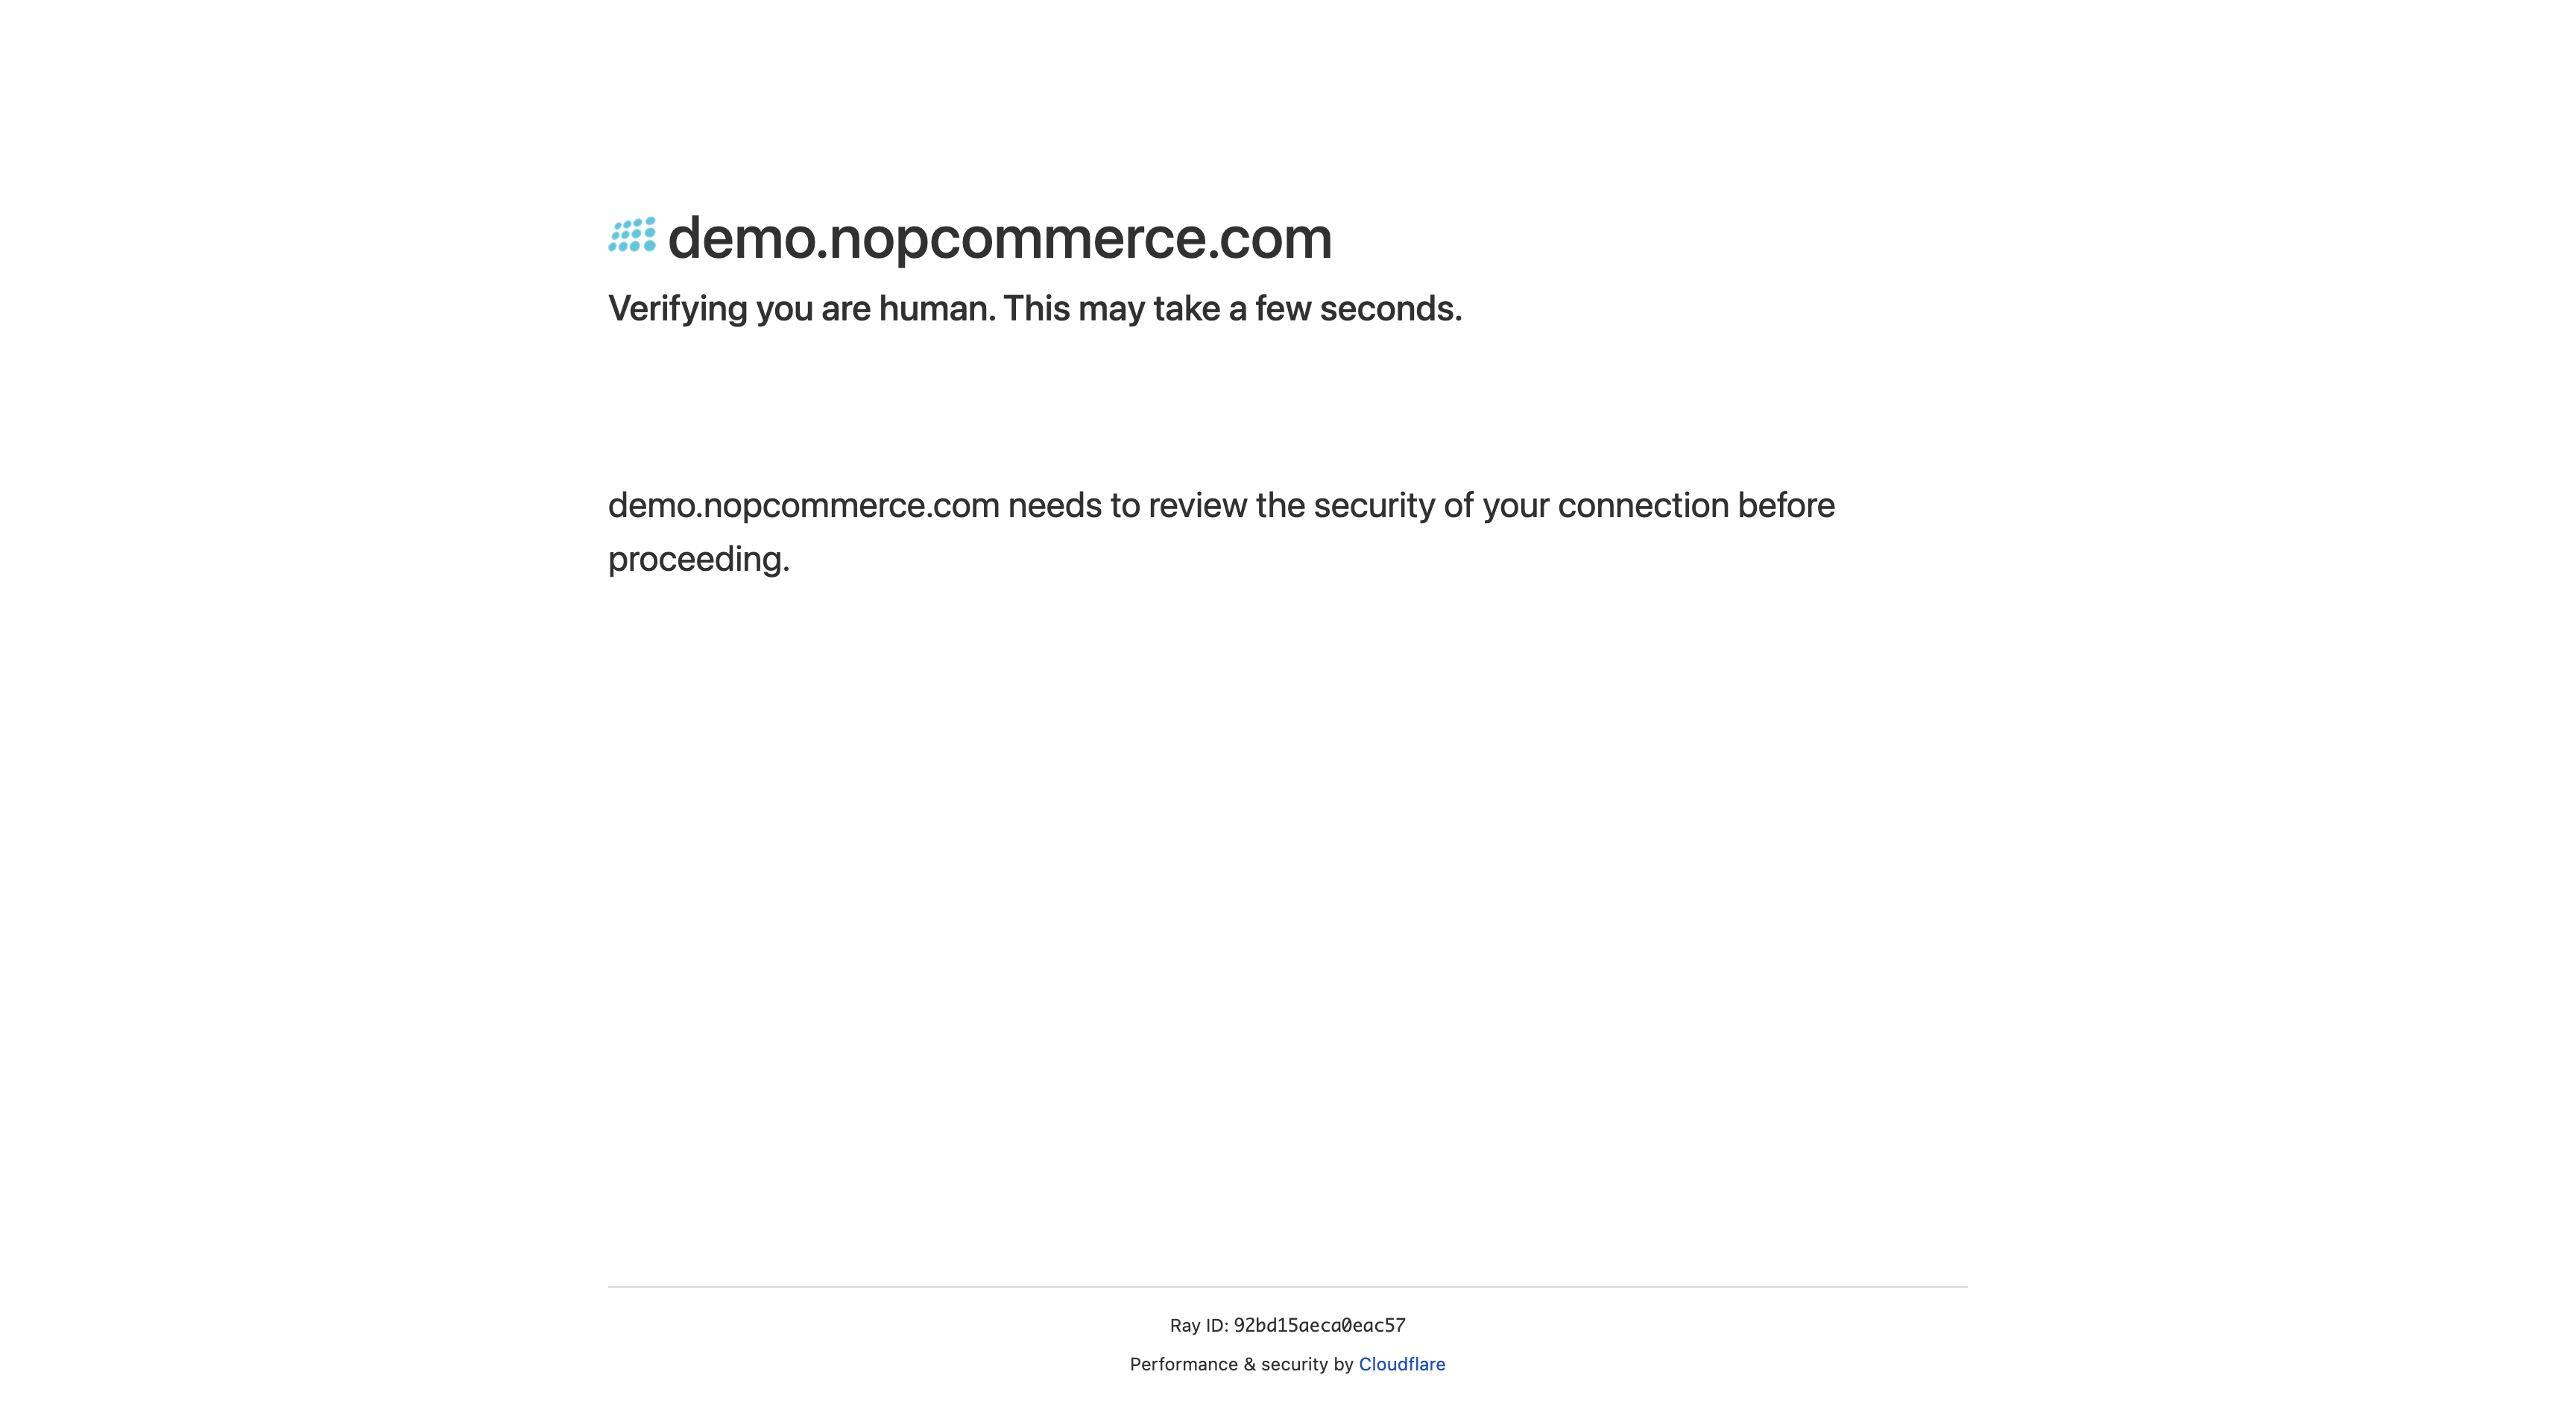 demo.nopcommerce.com
Verifying you are human. This may take a few seconds.
demo.nopcommerce.com needs to review the security of your connection before
proceeding.
Ray ID: 92bd15aeca0eac57
Performance & security by Cloudflare